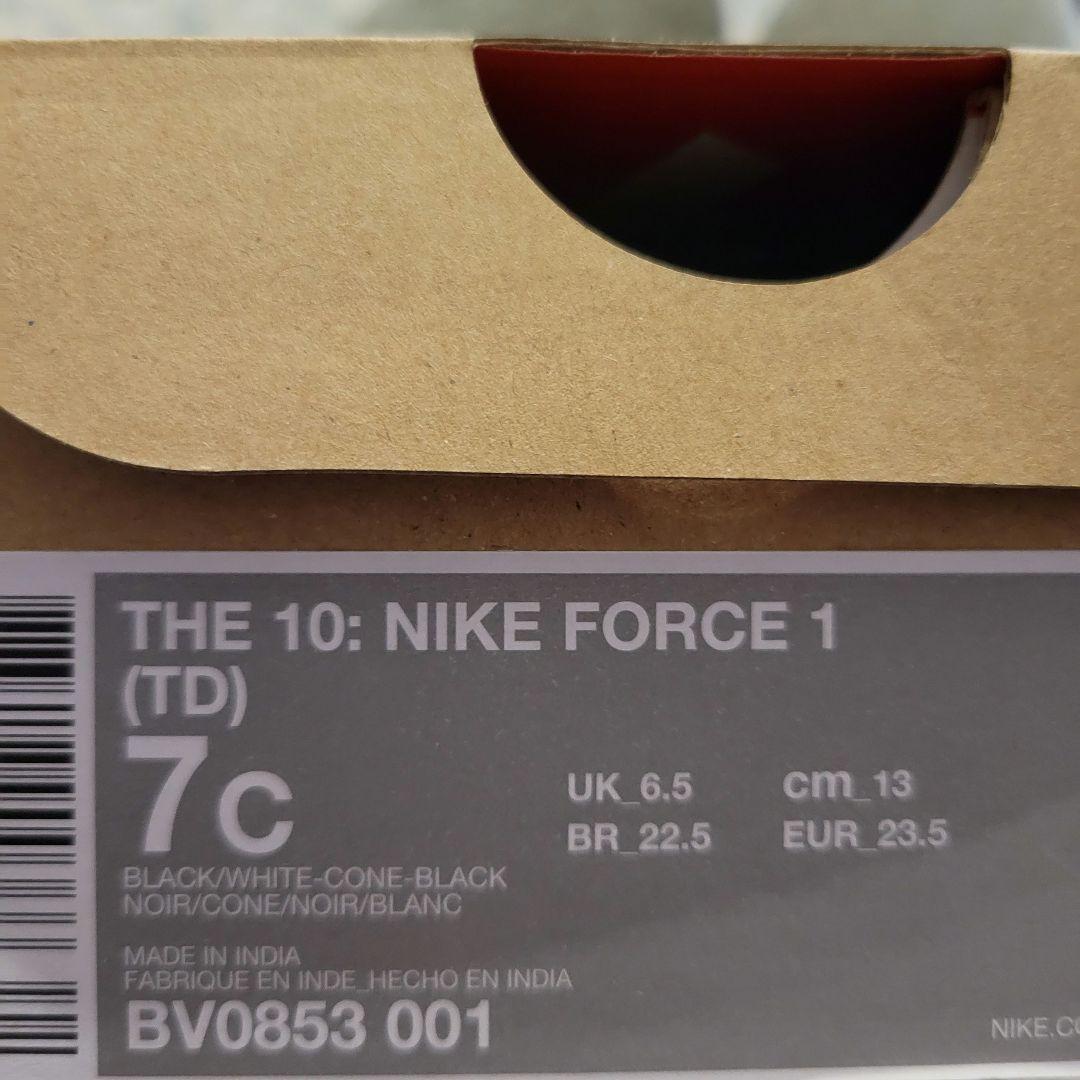 THE 10: NIKE FORCE 1
(TD)
7C
UK_6.5 cm_13
BR_22.5 EUR_23.5
BLACK/WHITE-CONE-BLACK
NOIR/CONE/NOIR/BLANC
MADE IN INDIA
FABRIQUE EN INDE_HECHO EN INDIA
BV0853 001
NIKE.CO